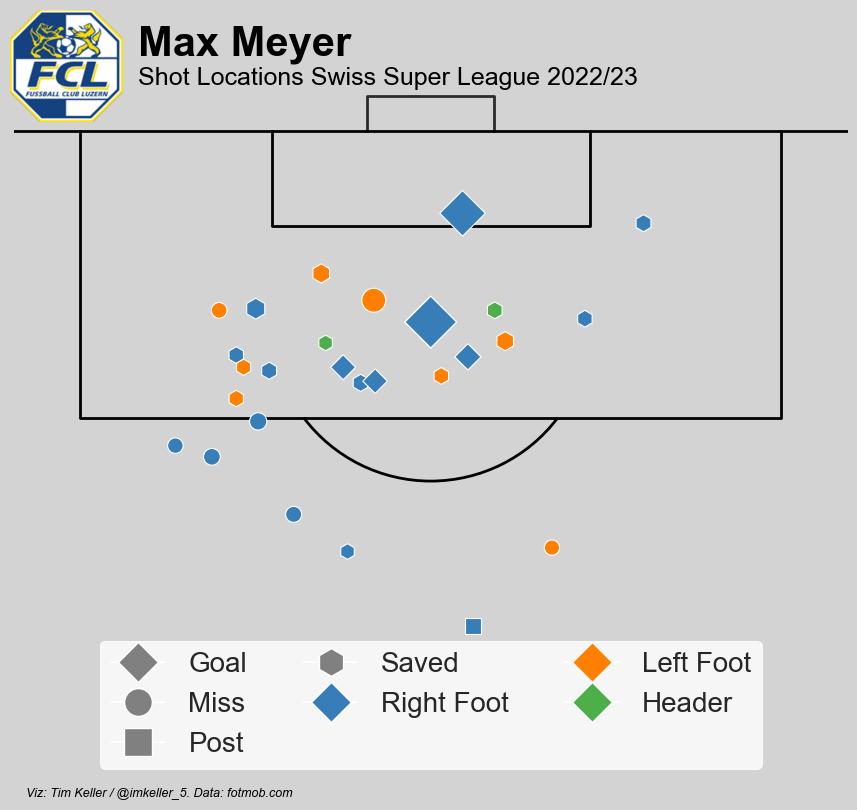 Max Meyer
Shot Locations Swiss Super League 2022/23
FCL
FUSSBALL CLUB LUZERN
Goal
Saved
Left Foot
Miss
Right Foot
Header
Post
Viz: Tim Keller / @imkeller_5. Data: fotmob.com